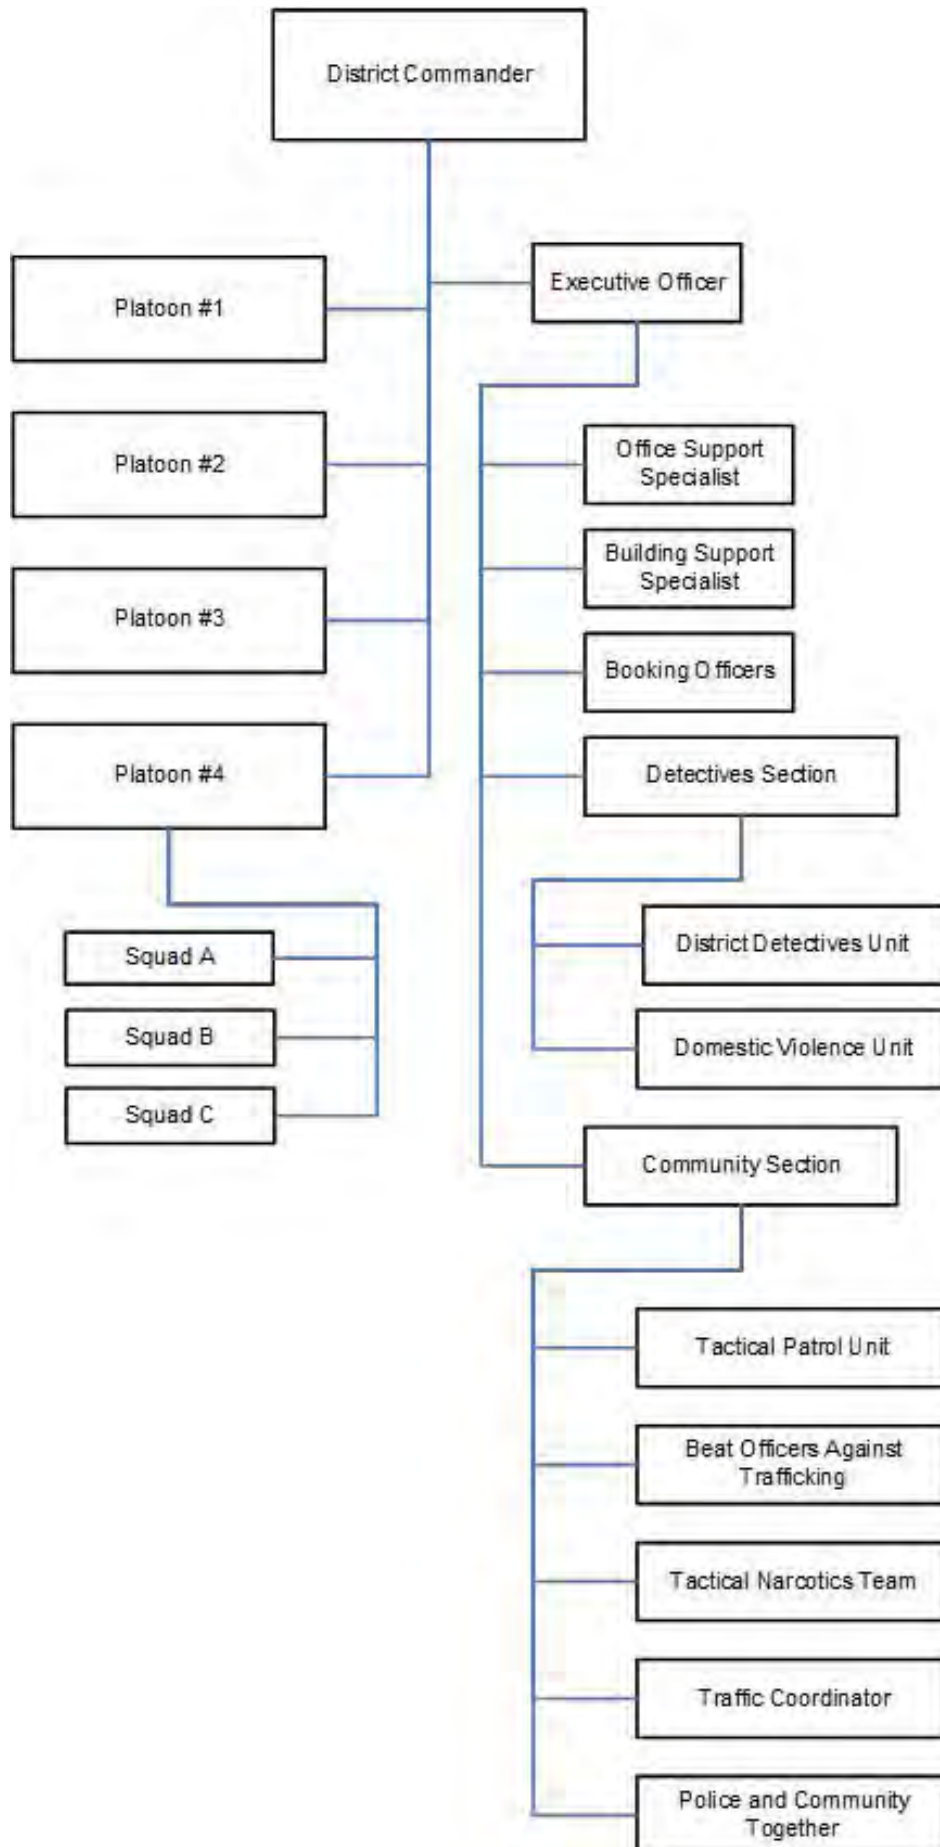 District Commander
Executive Officer
Platoon #1
Platoon #2
Platoon #3
Platoon #4
Squad A
Squad B
Squad C
Office Support
Specialist
Building Support
Specialist
Booking Officers
Detectives Section
District Detectives Unit
Domestic Violence Unit
Community Section
Tactical Patrol Unit
Beat Officers Against
Trafficking
Tactical Narcotics Team
Traffic Coordinator
Police and Community
Together